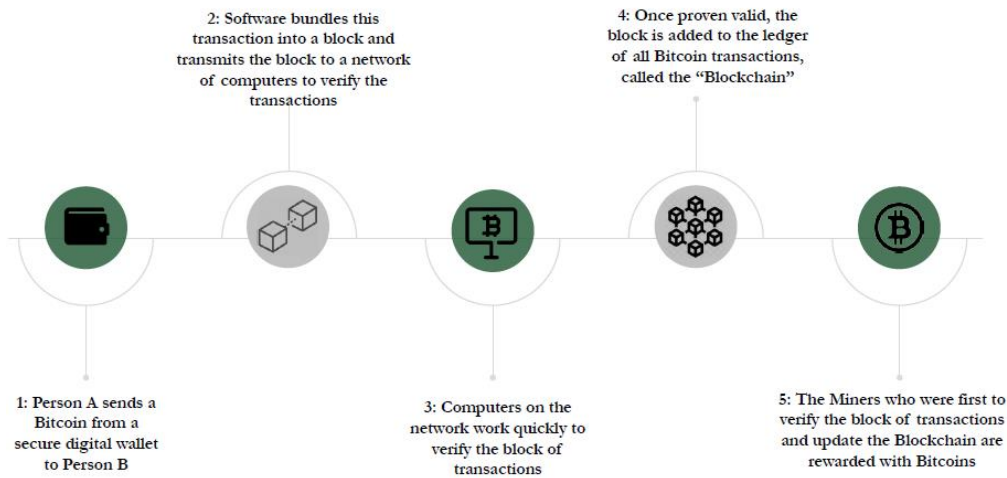 1: Person A sends a
Bitcoin from a
secure digital wallet
to Person B
2: Software bundles this
transaction into a block and
transmits the block to a network
of computers to verify the
transactions
3: Computers on the
network work quickly to
verify the block of
transactions
4: Once proven valid, the
block is added to the ledger
of all Bitcoin transactions,
called the “Blockchain”
5: The Miners who were first to
verify the block of transactions
and update the Blockchain are
rewarded with Bitcoins